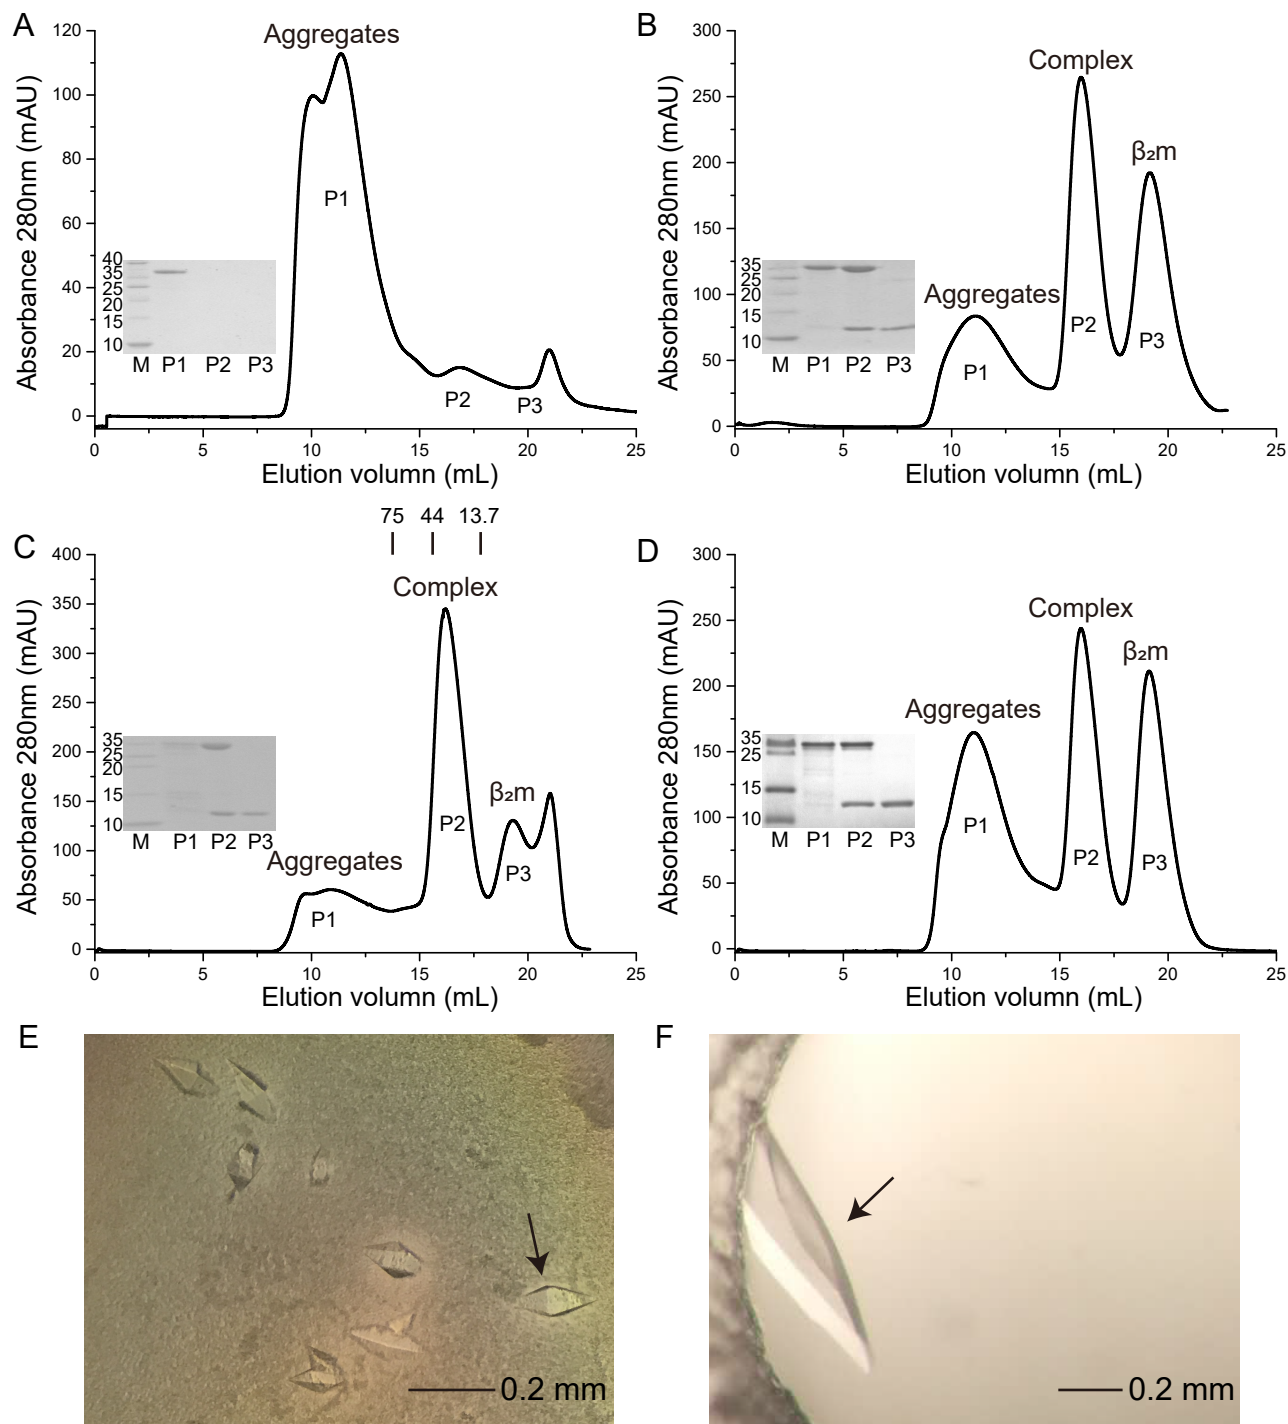 A
Absorbance 280nm (mAU)
120
100
80
60
40
20
0
Aggregates
P1
P2
P3
40
35
25
20
15
10
M P1 P2 P3
0 5 10 15 20 25
Elution volumn (mL)
B
Absorbance 280nm (mAU)
300
250
200
150
100
50
0
Complex
β₂m
Aggregates
P1
P2
P3
35
25
20
15
10
M P1 P2 P3
0 5 10 15 20 25
Elution volumn (mL)
C
75 44 13.7
Absorbance 280nm (mAU)
400
350
300
250
200
150
100
50
0
Complex
β₂m
Aggregates
P1
P2
P3
35
25
20
15
10
M P1 P2 P3
0 5 10 15 20 25
Elution volumn (mL)
D
Absorbance 280nm (mAU)
300
250
200
150
100
50
0
Complex
β₂m
Aggregates
P1
P2
P3
35
25
15
10
M P1 P2 P3
0 5 10 15 20 25
Elution volumn (mL)
E
0.2 mm
F
0.2 mm